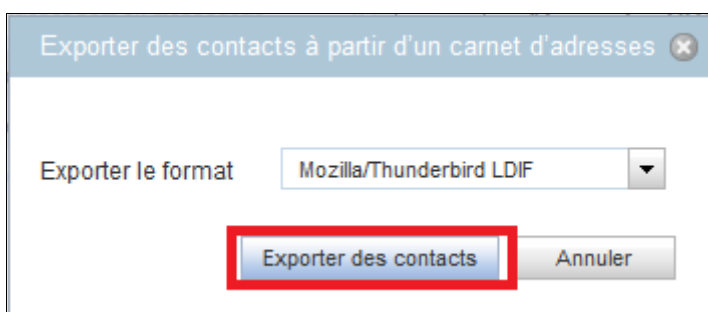 Exporter des contacts à partir d'un carnet d'adresses
Exporter le format Mozilla/Thunderbird LDIF
Exporter des contacts Annuler